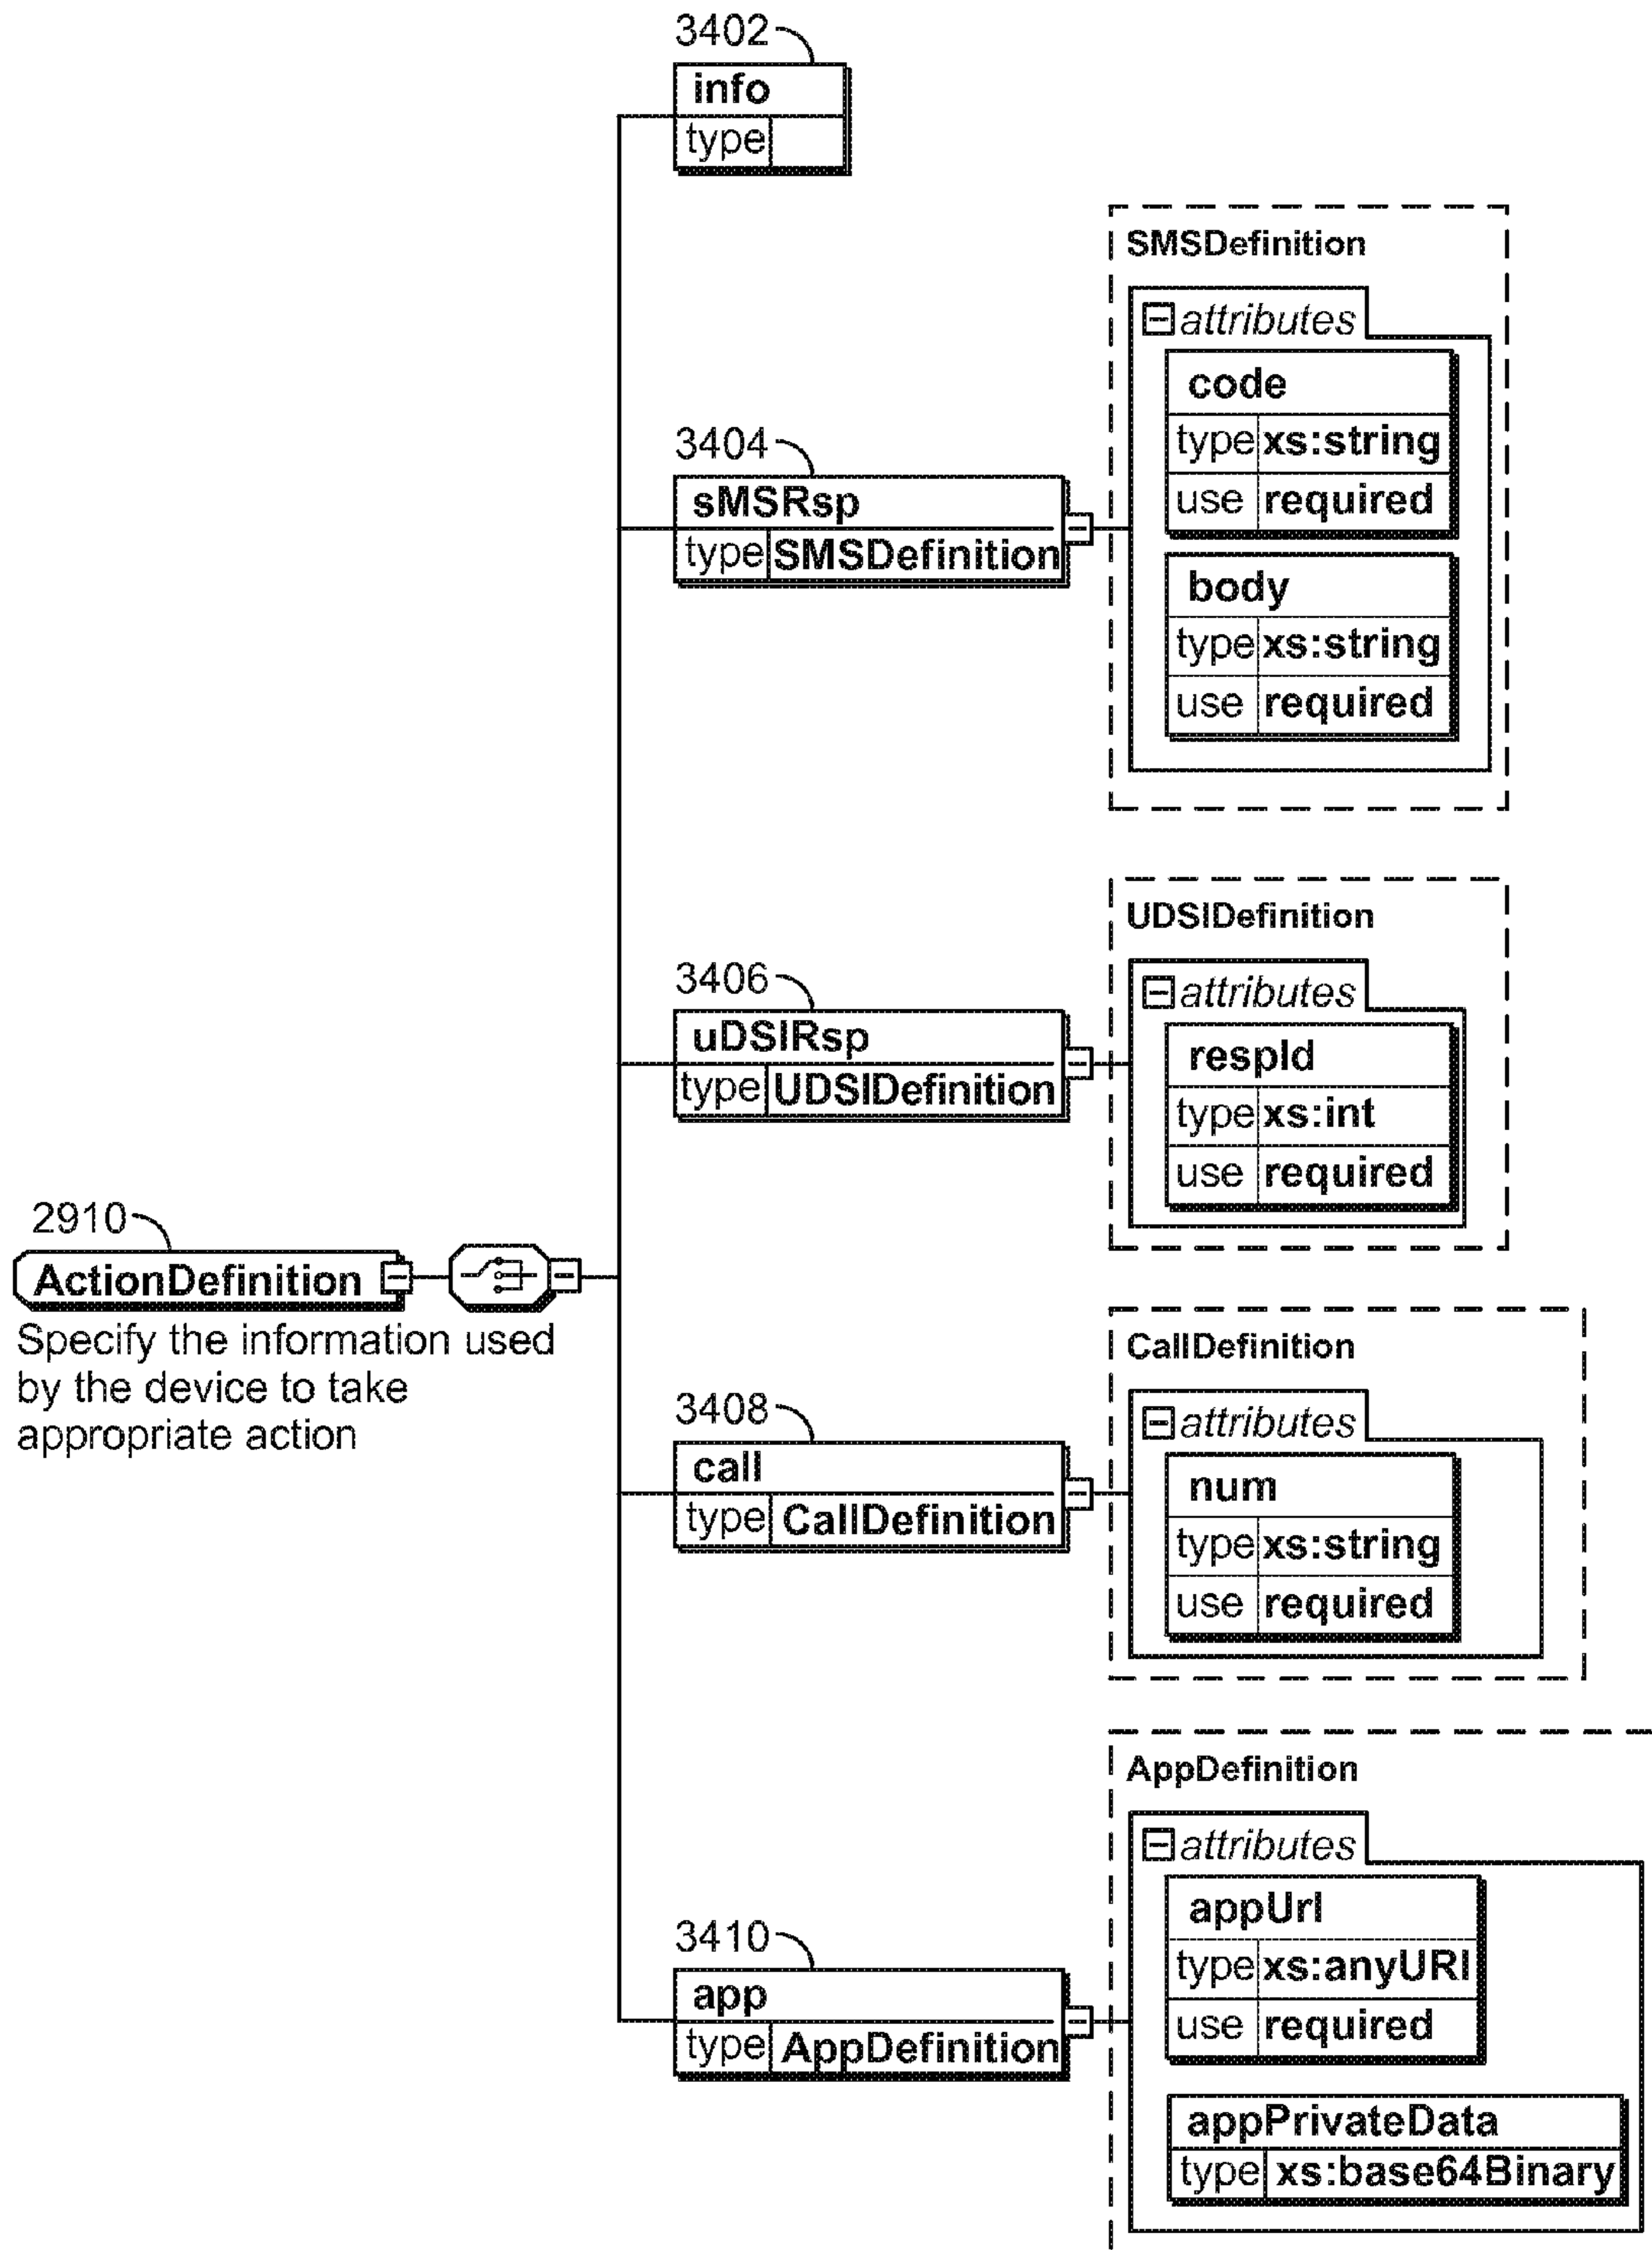 3402
info
type
SMSDefinition
attributes
code
type xs:string
use required
body
type xs:string
use required
3404
sMSRsp
type SMSDefinition
UDSIDefinition
attributes
respId
type xs:int
use required
3406
uDSIRsp
type UDSIDefinition
2910
ActionDefinition
Specify the information used
by the device to take
appropriate action
CallDefinition
attributes
num
type xs:string
use required
3408
call
type CallDefinition
AppDefinition
attributes
appUrl
type xs:anyURI
use required
appPrivateData
type xs:base64Binary
3410
app
type AppDefinition